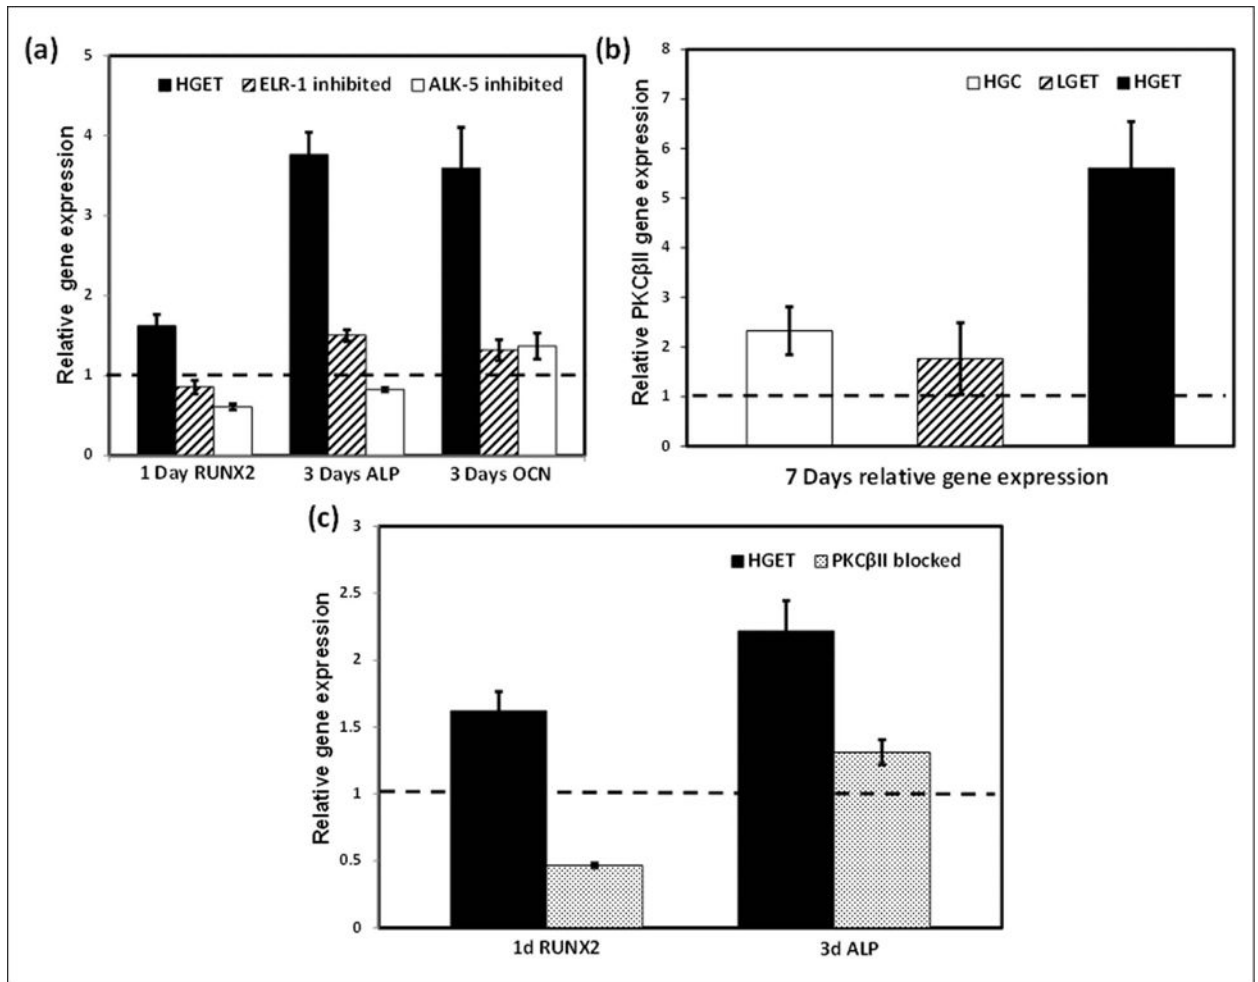 (a)
Relative gene expression
5
4
3
2
1
0
HGET ELR-1 inhibited ALK-5 inhibited
1 Day RUNX2 3 Days ALP 3 Days OCN
(b)
Relative PKCβII gene expression
8
7
6
5
4
3
2
1
0
HGC LGET HGET
7 Days relative gene expression
(c)
Relative gene expression
3
2.5
2
1.5
1
0.5
0
HGET PKCβII blocked
1d RUNX2 3d ALP